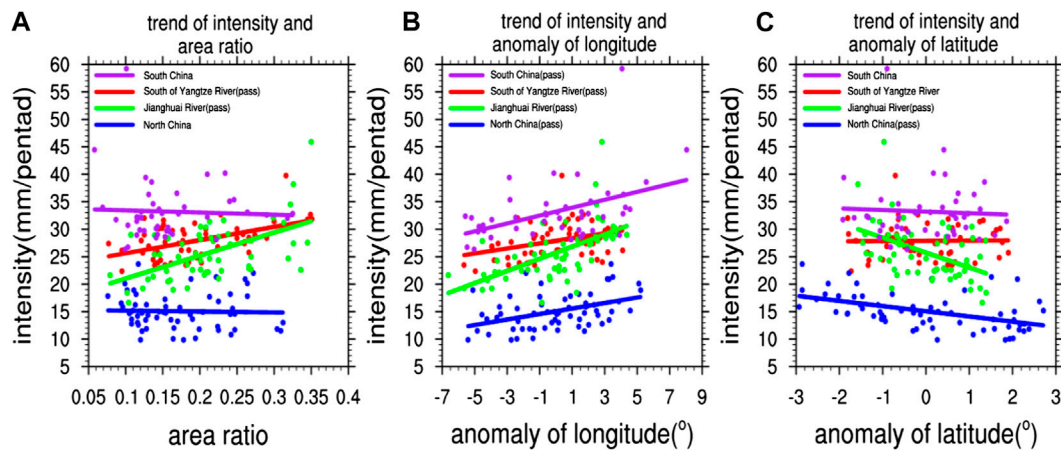 A
trend of intensity and
area ratio
South China
South of Yangtze River(pass)
Jianghuai River(pass)
North China
60
55
50
45
40
35
30
25
20
15
10
5
intensity(mm/pentad)
0.05 0.1 0.15 0.2 0.25 0.3 0.35 0.4
area ratio
B
trend of intensity and
anomaly of longitude
South China(pass)
South of Yangtze River(pass)
Jianghuai River(pass)
North China(pass)
60
55
50
45
40
35
30
25
20
15
10
5
intensity(mm/pentad)
-7 -5 -3 -1 1 3 5 7 9
anomaly of longitude(°)
C
trend of intensity and
anomaly of latitude
South China
South of Yangtze River
Jianghuai River(pass)
North China(pass)
60
55
50
45
40
35
30
25
20
15
10
5
intensity(mm/pentad)
-3 -2 -1 0 1 2 3
anomaly of latitude(°)